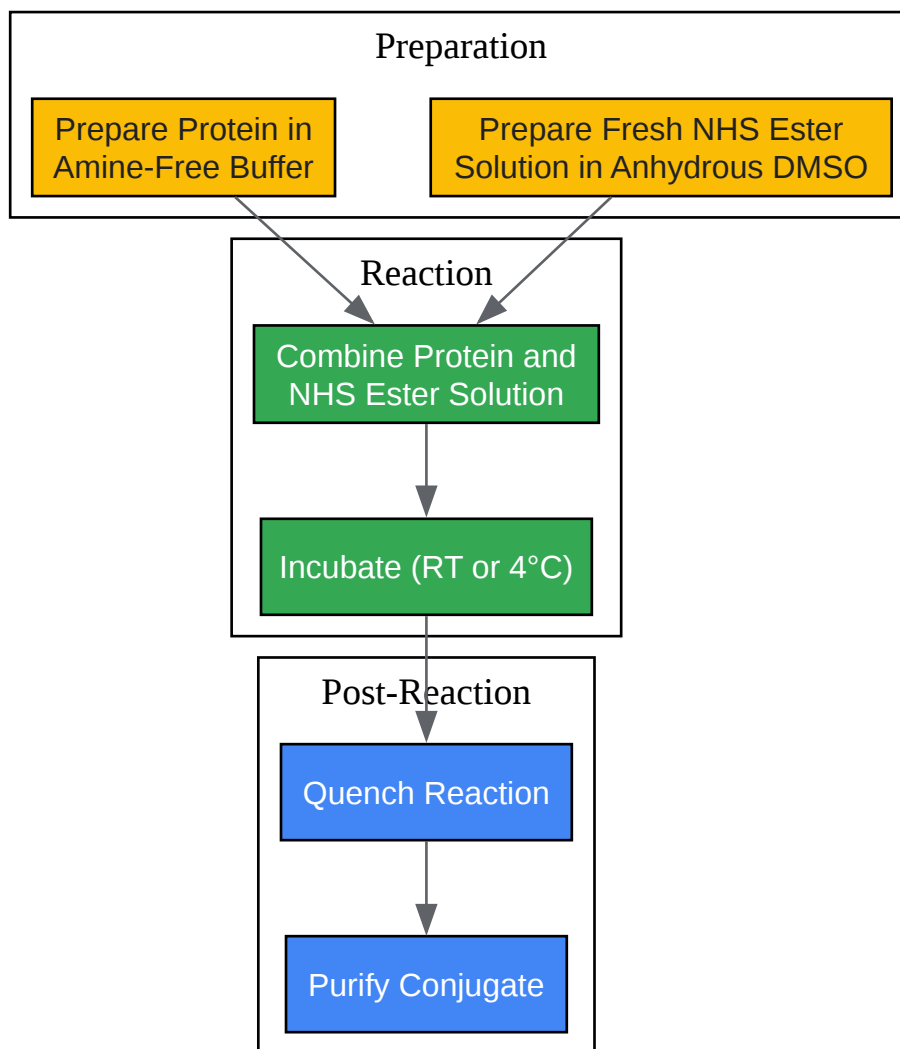 Preparation
Prepare Protein in
Amine-Free Buffer
Prepare Fresh NHS Ester
Solution in Anhydrous DMSO
Reaction
Combine Protein and
NHS Ester Solution
Incubate (RT or 4°C)
Post-Reaction
Quench Reaction
Purify Conjugate